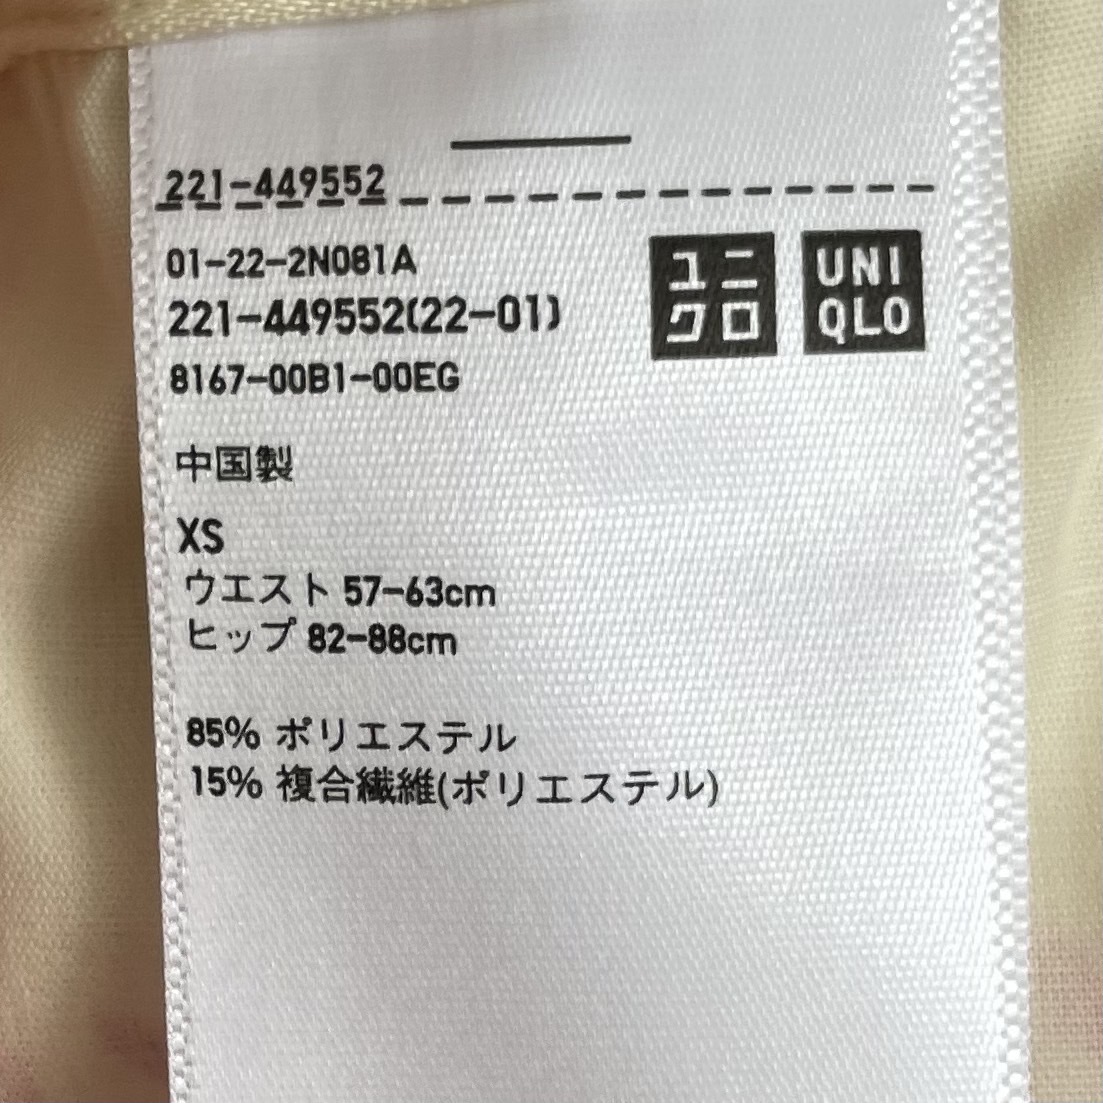 221-449552
01-22-2N081A
221-449552(22-01)
8167-00B1-00EG
ユニ
クロ
UNI
QLO
中国製
XS
ウエスト 57-63cm
ヒップ 82-88cm
85% ポリエステル
15% 複合繊維(ポリエステル)